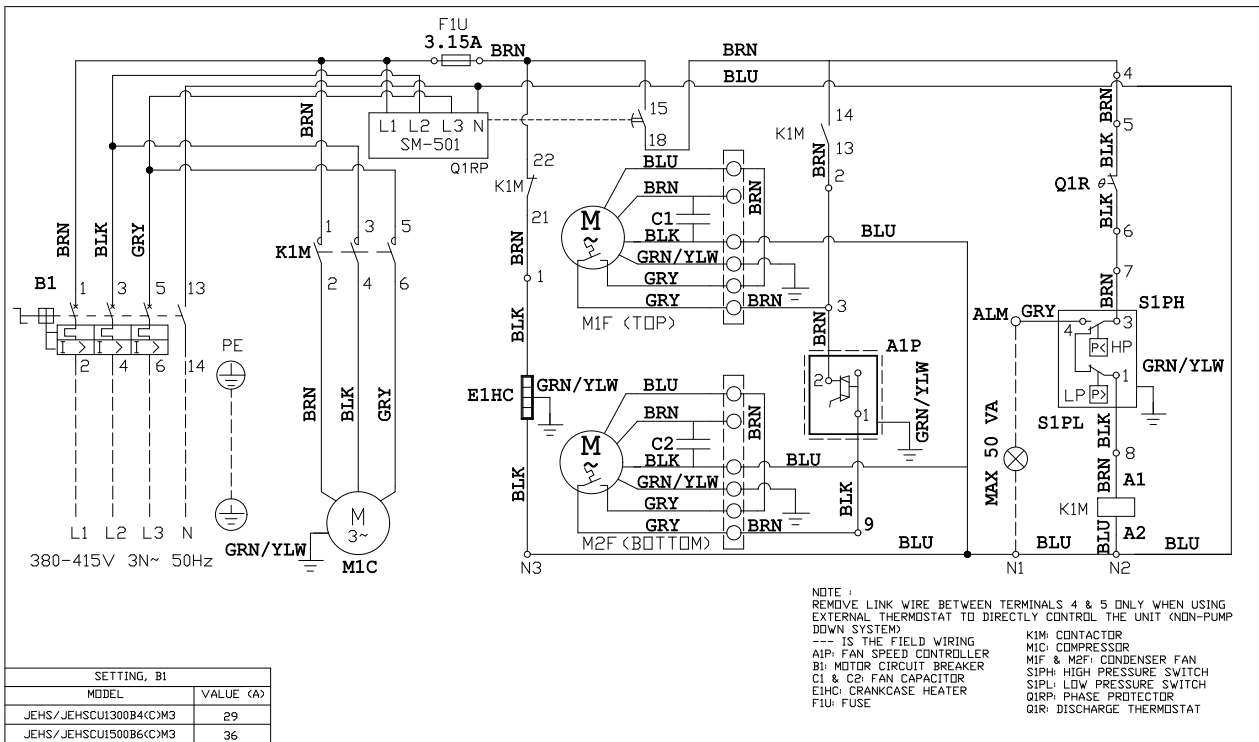 F1U
3.15A
BRN
BRN
BLU
4
BRN
5
BLK
Q1R θ
BLK
6
7
BRN
L1 L2 L3 N
SM-501
Q1RP
15
18
BRN
14
K1M
13
BRN
2
22
K1M
21
BRN
1
BLK
BLU
BRN
C1
BLK
GRN/YLW
GRY
GRY
BRN
BRN
M
~
M1F (TOP)
BLU
3
BRN
BRN
BLK
GRY
B1
1 3 5 13
2 4 6 14
I > I > I >
PE
K1M
1 3 5
2 4 6
BRN
BLK
GRY
L1 L2 L3 N
380-415V 3N~ 50Hz
GRN/YLW
M
3~
M1C
E1HC
GRN/YLW
BLK
BLU
BRN
C2
BLK
GRN/YLW
GRY
GRY
BRN
BRN
M
~
M2F (BOTTOM)
BLU
A1P
2
1
GRN/YLW
BLK
9
ALM
GRY
S1PH
4 3
P< HP
1
LP P>
S1PL
GRN/YLW
MAX 50 VA
BLK
8
BRN
A1
K1M
A2
BLU
N3
BLU
N1
BLU
N2
BLU
NOTE :
REMOVE LINK WIRE BETWEEN TERMINALS 4 & 5 ONLY WHEN USING
EXTERNAL THERMOSTAT TO DIRECTLY CONTROL THE UNIT (NON-PUMP
DOWN SYSTEM)
--- IS THE FIELD WIRING
A1P: FAN SPEED CONTROLLER
B1: MOTOR CIRCUIT BREAKER
C1 & C2: FAN CAPACITOR
E1HC: CRANKCASE HEATER
F1U: FUSE
K1M: CONTACTOR
M1C: COMPRESSOR
M1F & M2F: CONDENSER FAN
S1PH: HIGH PRESSURE SWITCH
S1PL: LOW PRESSURE SWITCH
Q1RP: PHASE PROTECTOR
Q1R: DISCHARGE THERMOSTAT
SETTING, B1
MODEL VALUE (A)
JEHS/JEHSCU1300B4(C)M3 29
JEHS/JEHSCU1500B6(C)M3 36